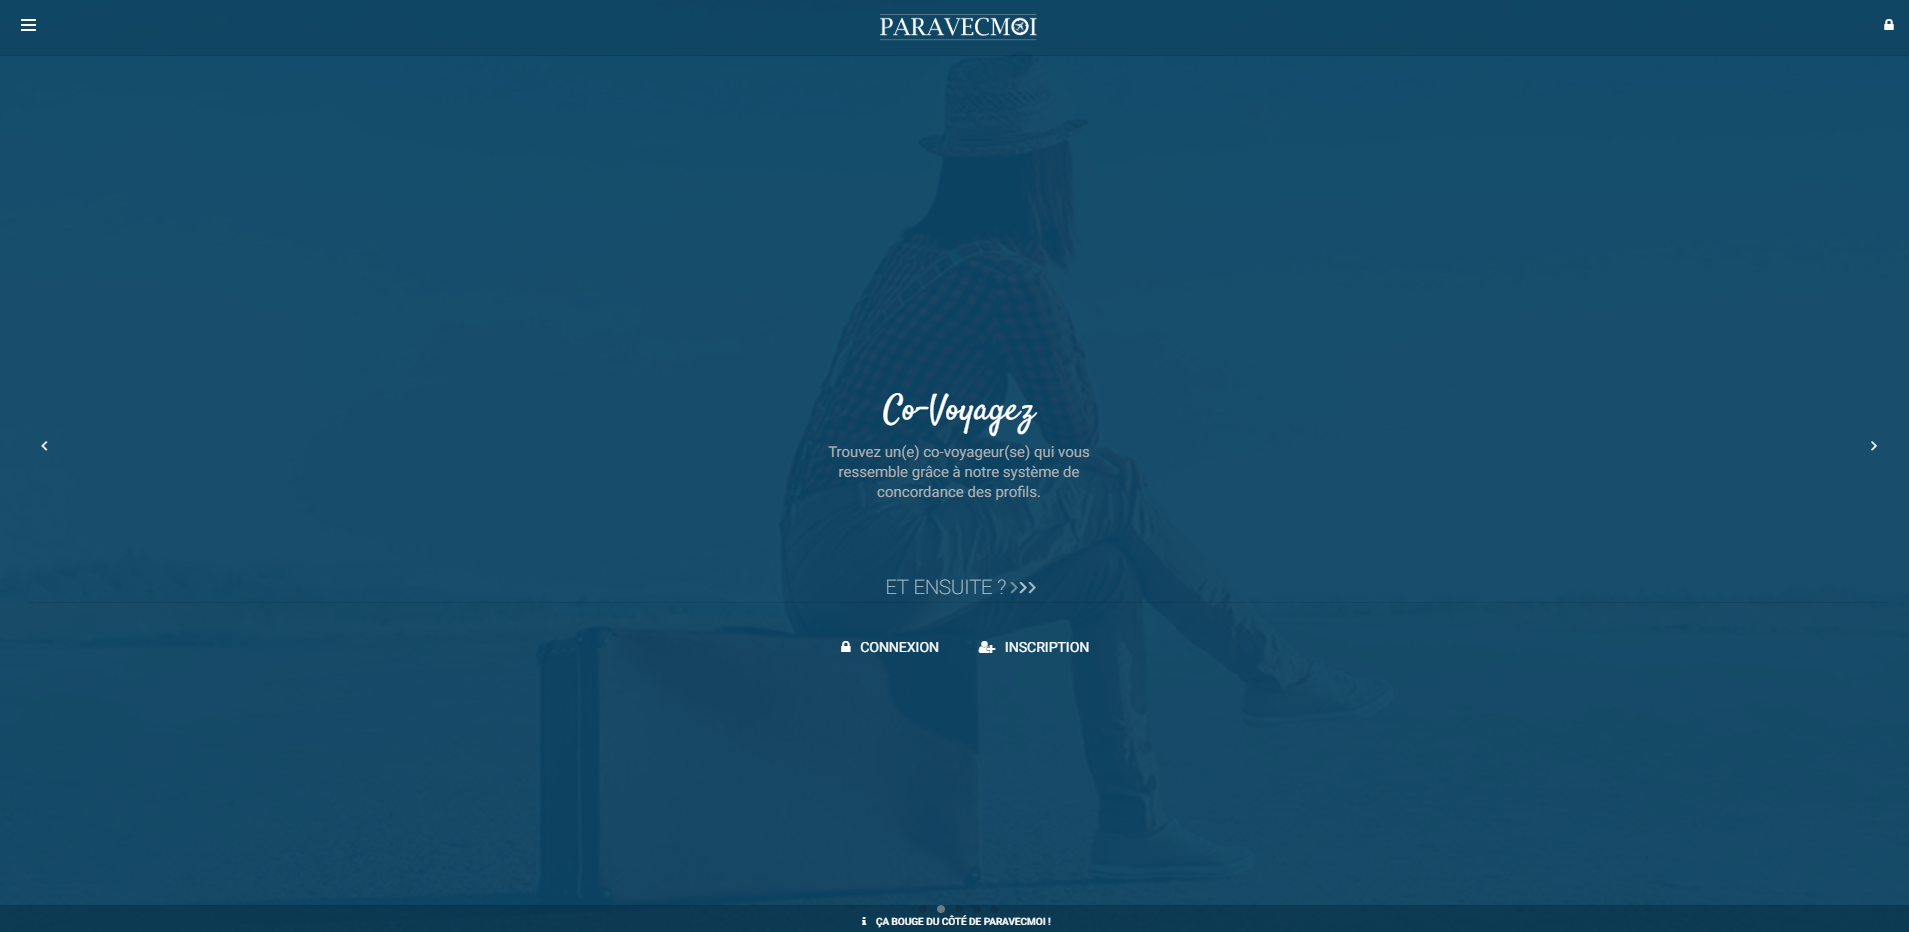 PARAVECMOI
Co-Voyagez
Trouvez un(e) co-voyageur(se) qui vous
ressemble grâce à notre système de
concordance des profils.
ET ENSUITE ?
CONNEXION INSCRIPTION
ÇA BOUGE DU CÔTÉ DE PARAVECMOI !